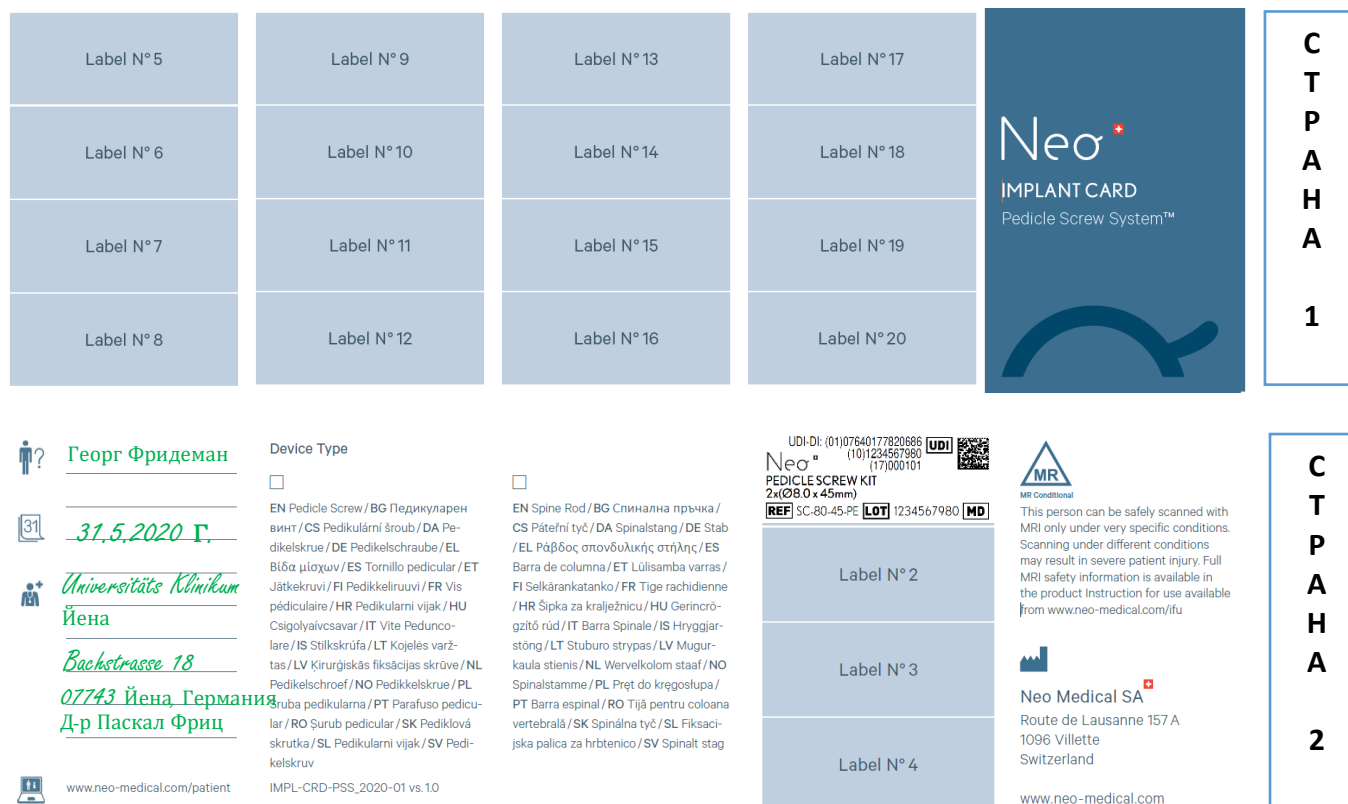 Label N° 5
Label N° 6
Label N° 7
Label N° 8
Label N° 9
Label N° 10
Label N° 11
Label N° 12
Label N° 13
Label N° 14
Label N° 15
Label N° 16
Label N° 17
Label N° 18
Label N° 19
Label N° 20
Neo
IMPLANT CARD
Pedicle Screw System™
СТРАНА
1
?
Георг Фридеман
31
31.5.2020 Г.
Universitäts Klinikum
Йена
Bachstrasse 18
07743 Йена, Германия
Д-р Паскал Фриц
www.neo-medical.com/patient
Device Type
EN Pedicle Screw / BG Педикуларен
винт / CS Pedikulární šroub / DA Pe-
dikelskrue / DE Pedikelschraube / EL
Βίδα μίσχων / ES Tornillo pedicular / ET
Jätkekruvi / FI Pedikkeliruuvi / FR Vis
pédiculaire / HR Pedikularni vijak / HU
Csigolyaívcsavar / IT Vite Pedunco-
lare / IS Stilkskrúfa / LT Kojelės varž-
tas / LV Ķirurģiskās fiksācijas skrūve / NL
Pedikelschroef / NO Pedikkelskrue / PL
Śruba pedikularna / PT Parafuso pedicu-
lar / RO Șurub pedicular / SK Pediklová
skrutka / SL Pedikularni vijak / SV Pedi-
kelskruv
IMPL-CRD-PSS_2020-01 vs.1.0
EN Spine Rod / BG Спинална пръчка /
CS Páteřní tyč / DA Spinalstang / DE Stab
/ EL Ράβδος σπονδυλικής στήλης / ES
Barra de columna / ET Lülisamba varras /
FI Selkärankatanko / FR Tige rachidienne
/ HR Šipka za kralježnicu / HU Gerincrö-
gzítő rúd / IT Barra Spinale / IS Hryggjar-
stöng / LT Stuburo strypas / LV Mugur-
kaula stienis / NL Wervelkolom staaf / NO
Spinalstamme / PL Pręt do kręgosłupa /
PT Barra espinal / RO Tijă pentru coloana
vertebrală / SK Spinálna tyč / SL Fiksaci-
jska palica za hrbtenico / SV Spinalt stag
UDI-DI: (01)07640177820686 UDI
(10)1234567980
(17)000101
Neo
PEDICLE SCREW KIT
2x(Ø8.0 x 45mm)
REF SC-80-45-PE LOT 1234567980 MD
Label N° 2
Label N° 3
Label N° 4
MR
MR Conditional
This person can be safely scanned with
MRI only under very specific conditions.
Scanning under different conditions
may result in severe patient injury. Full
MRI safety information is available in
the product Instruction for use available
from www.neo-medical.com/ifu
Neo Medical SA
Route de Lausanne 157 A
1096 Villette
Switzerland
www.neo-medical.com
СТРАНА
2